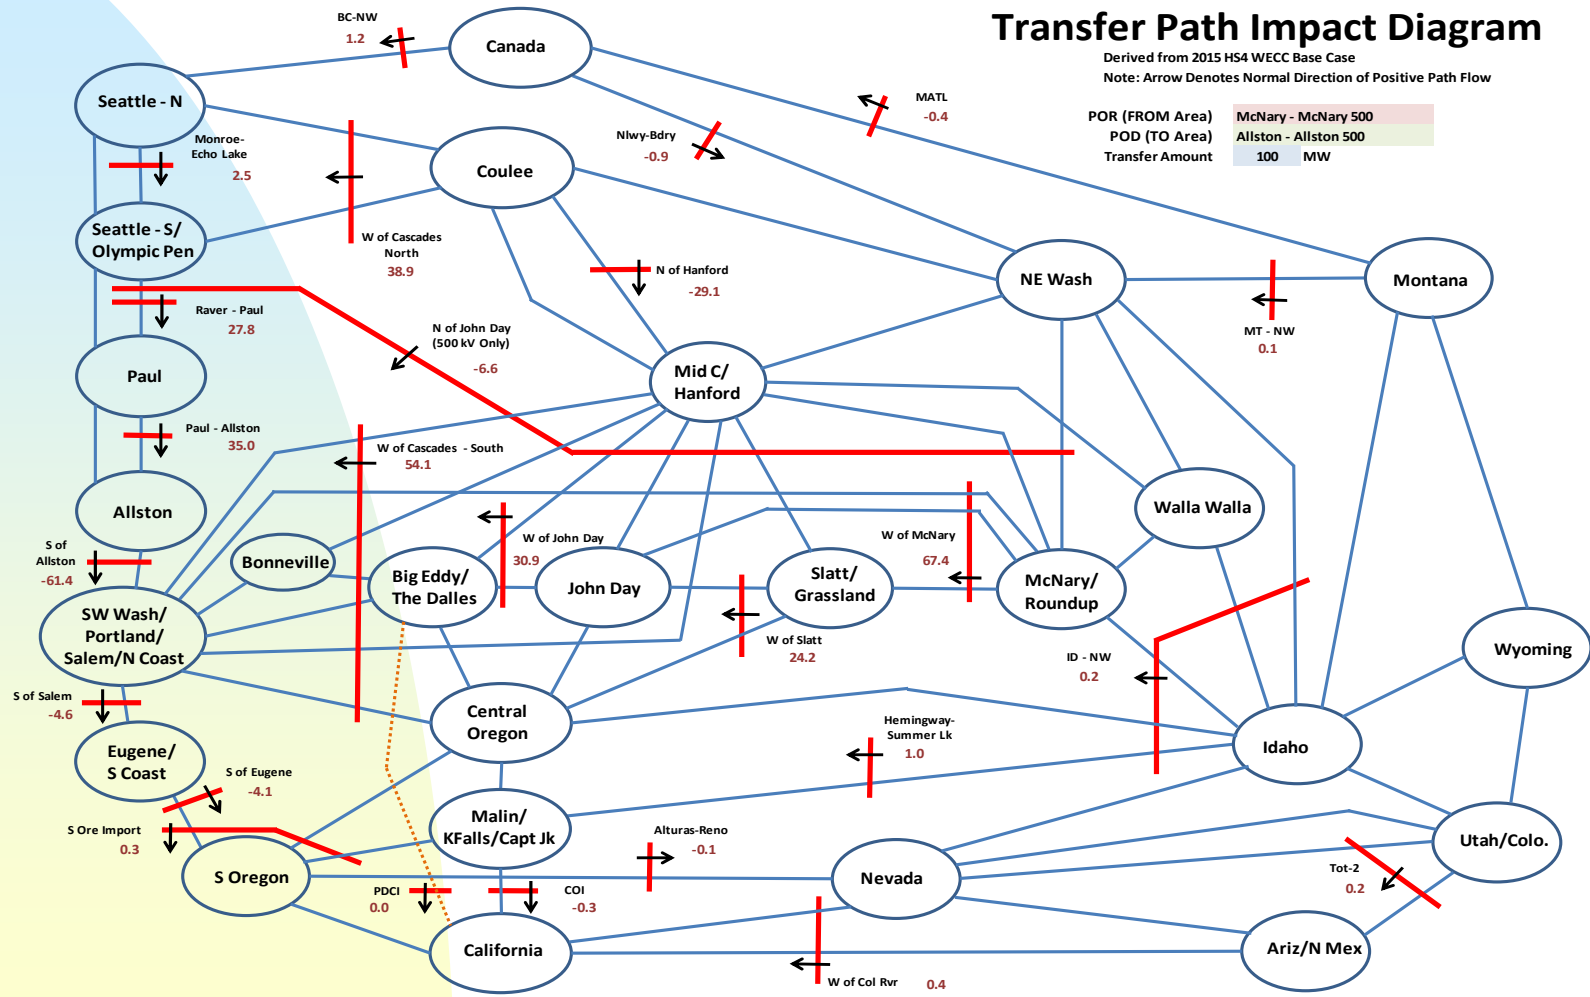 Transfer Path Impact Diagram
Derived from 2015 HS4 WECC Base Case
Note: Arrow Denotes Normal Direction of Positive Path Flow
POR (FROM Area) McNary - McNary 500
POD (TO Area) Allston - Allston 500
Transfer Amount 100 MW
BC-NW
1.2
Canada
Seattle - N
MATL
-0.4
Nlwy-Bdry
-0.9
Monroe-
Echo Lake
2.5
Coulee
Seattle - S/
Olympic Pen
W of Cascades
North
38.9
N of Hanford
-29.1
NE Wash
Montana
MT - NW
0.1
Raver - Paul
27.8
N of John Day
(500 kV Only)
-6.6
Paul
Mid C/
Hanford
Paul - Allston
35.0
W of Cascades - South
54.1
Allston
Walla Walla
S of
Allston
-61.4
Bonneville
Big Eddy/
The Dalles
W of John Day
30.9
John Day
Slatt/
Grassland
W of McNary
67.4
McNary/
Roundup
SW Wash/
Portland/
Salem/N Coast
W of Slatt
24.2
ID - NW
0.2
Wyoming
S of Salem
-4.6
Central
Oregon
Hemingway-
Summer Lk
1.0
Idaho
Eugene/
S Coast
S of Eugene
-4.1
Malin/
KFalls/Capt Jk
S Ore Import
0.3
Alturas-Reno
-0.1
Utah/Colo.
S Oregon
PDCI
0.0
COI
-0.3
Nevada
Tot-2
0.2
California
Ariz/N Mex
W of Col Rvr 0.4